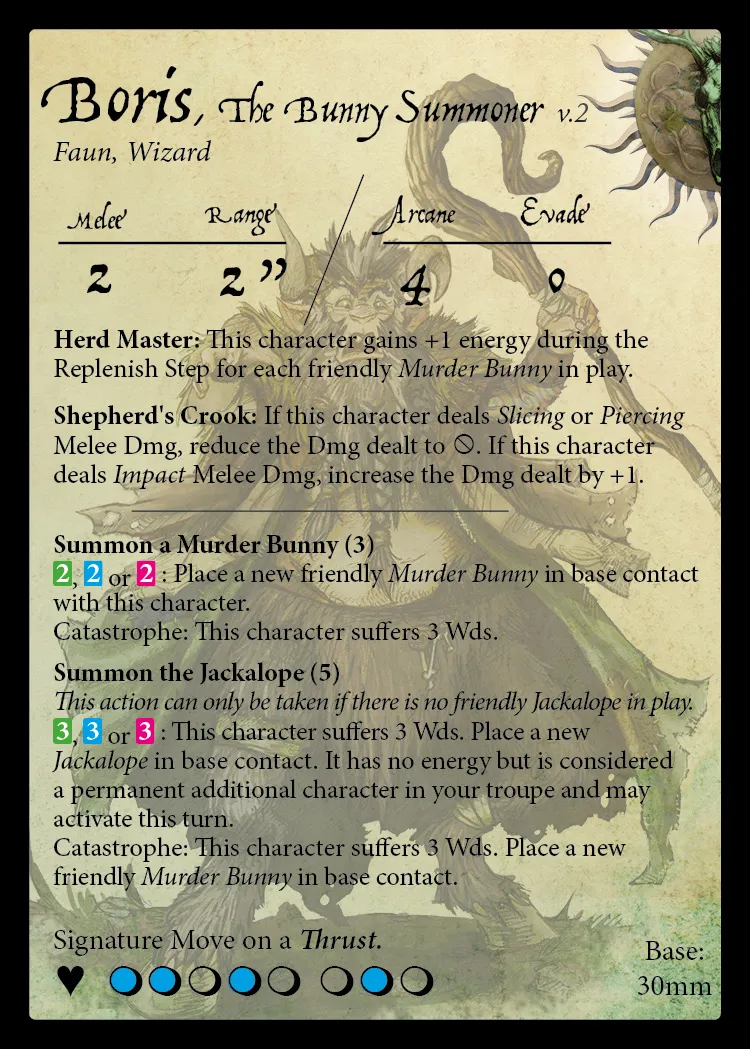 Boris, The Bunny Summoner v.2
Faun, Wizard
Melee Range Arcane Evade
2 2” 4 0
Herd Master: This character gains +1 energy during the
Replenish Step for each friendly Murder Bunny in play.
Shepherd's Crook: If this character deals Slicing or Piercing
Melee Dmg, reduce the Dmg dealt to ⃠. If this character
deals Impact Melee Dmg, increase the Dmg dealt by +1.
Summon a Murder Bunny (3)
2, 2 or 2 : Place a new friendly Murder Bunny in base contact
with this character.
Catastrophe: This character suffers 3 Wds.
Summon the Jackalope (5)
This action can only be taken if there is no friendly Jackalope in play.
3, 3 or 3 : This character suffers 3 Wds. Place a new
Jackalope in base contact. It has no energy but is considered
a permanent additional character in your troupe and may
activate this turn.
Catastrophe: This character suffers 3 Wds. Place a new
friendly Murder Bunny in base contact.
Signature Move on a Thrust.
Base:
30mm